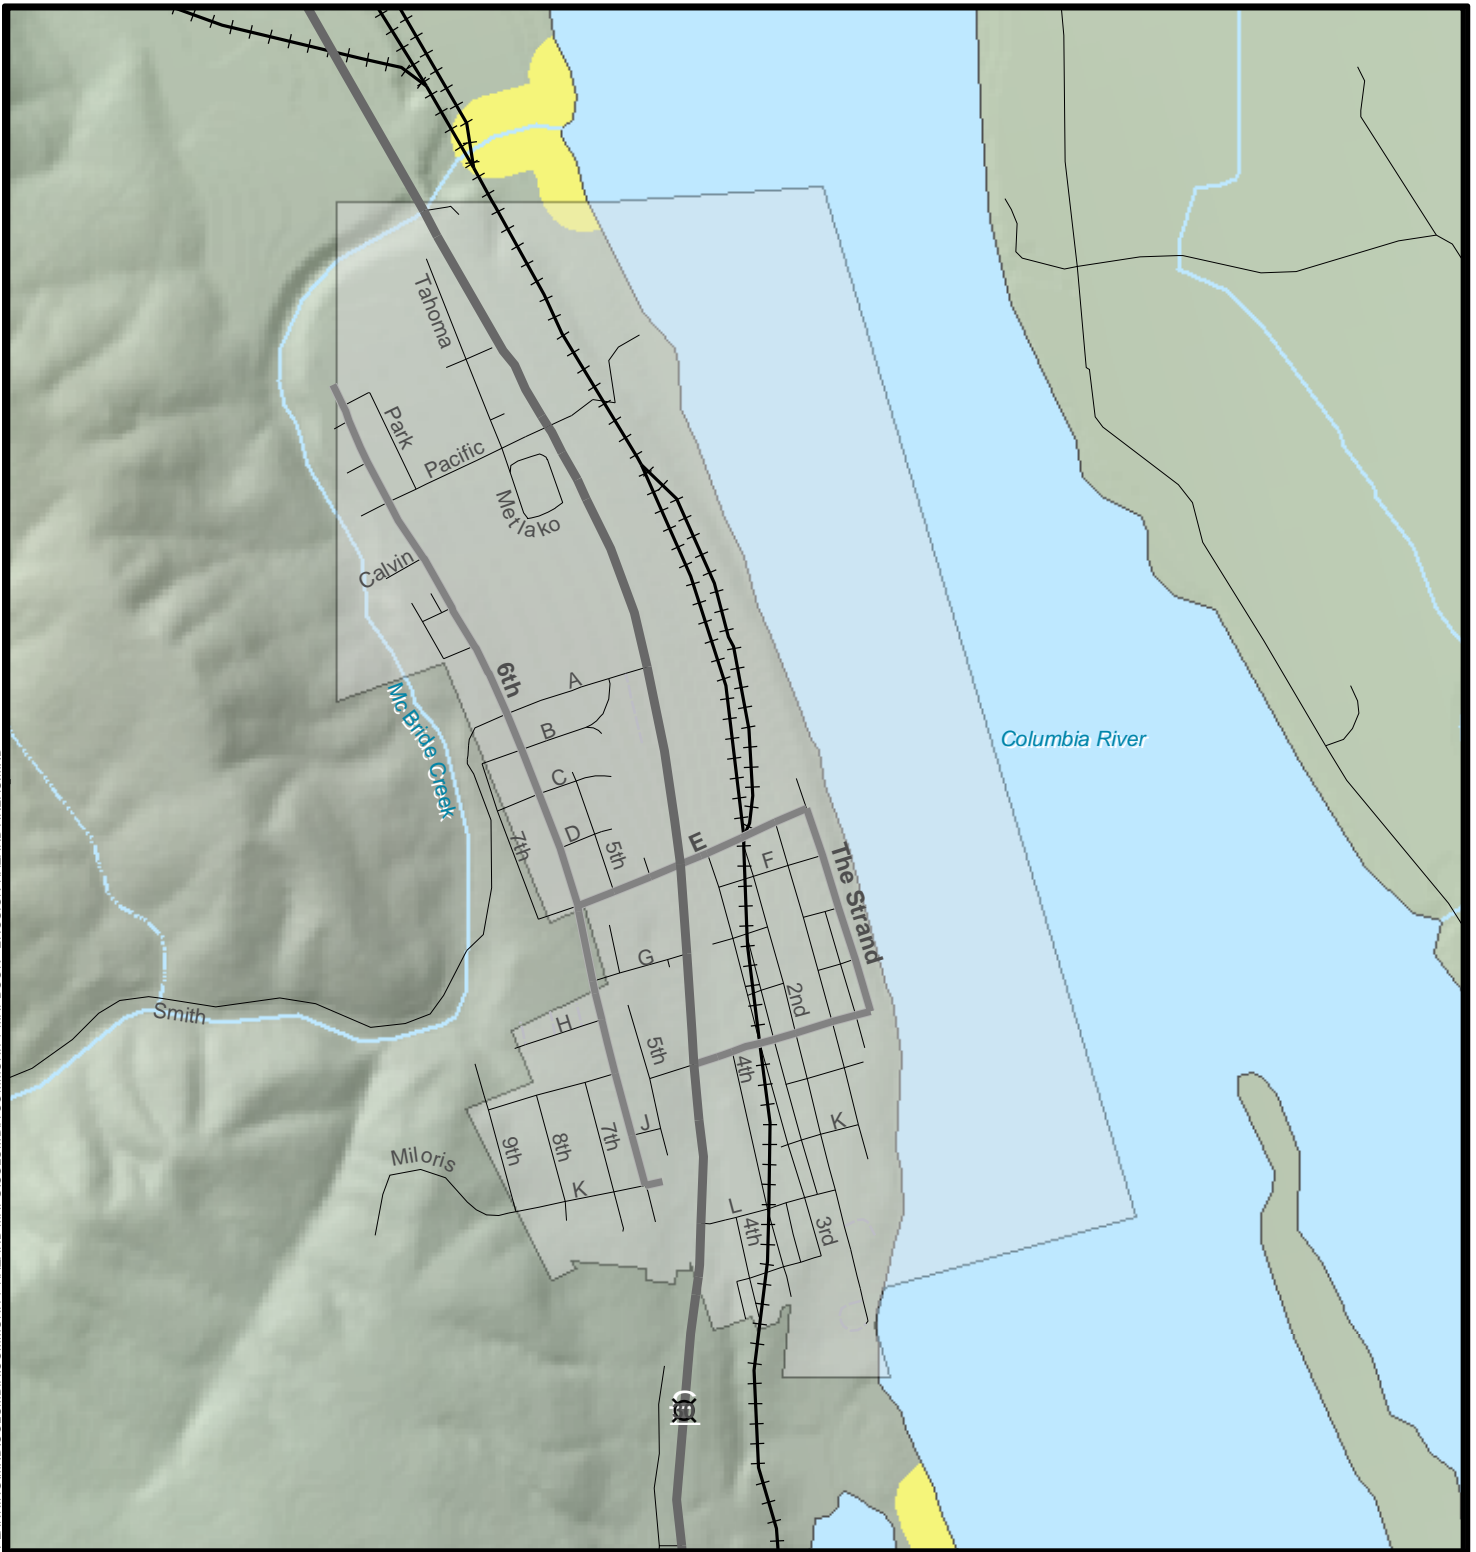 Tahoma
Park
Pacific
Metlako
Calvin
6th
A
McBride Creek
B
Columbia River
C
D
7th
5th
E
F
The Strand
G
2nd
Smith
H
5th
4th
J
K
9th
8th
7th
Miloris
K
L
4th
3rd